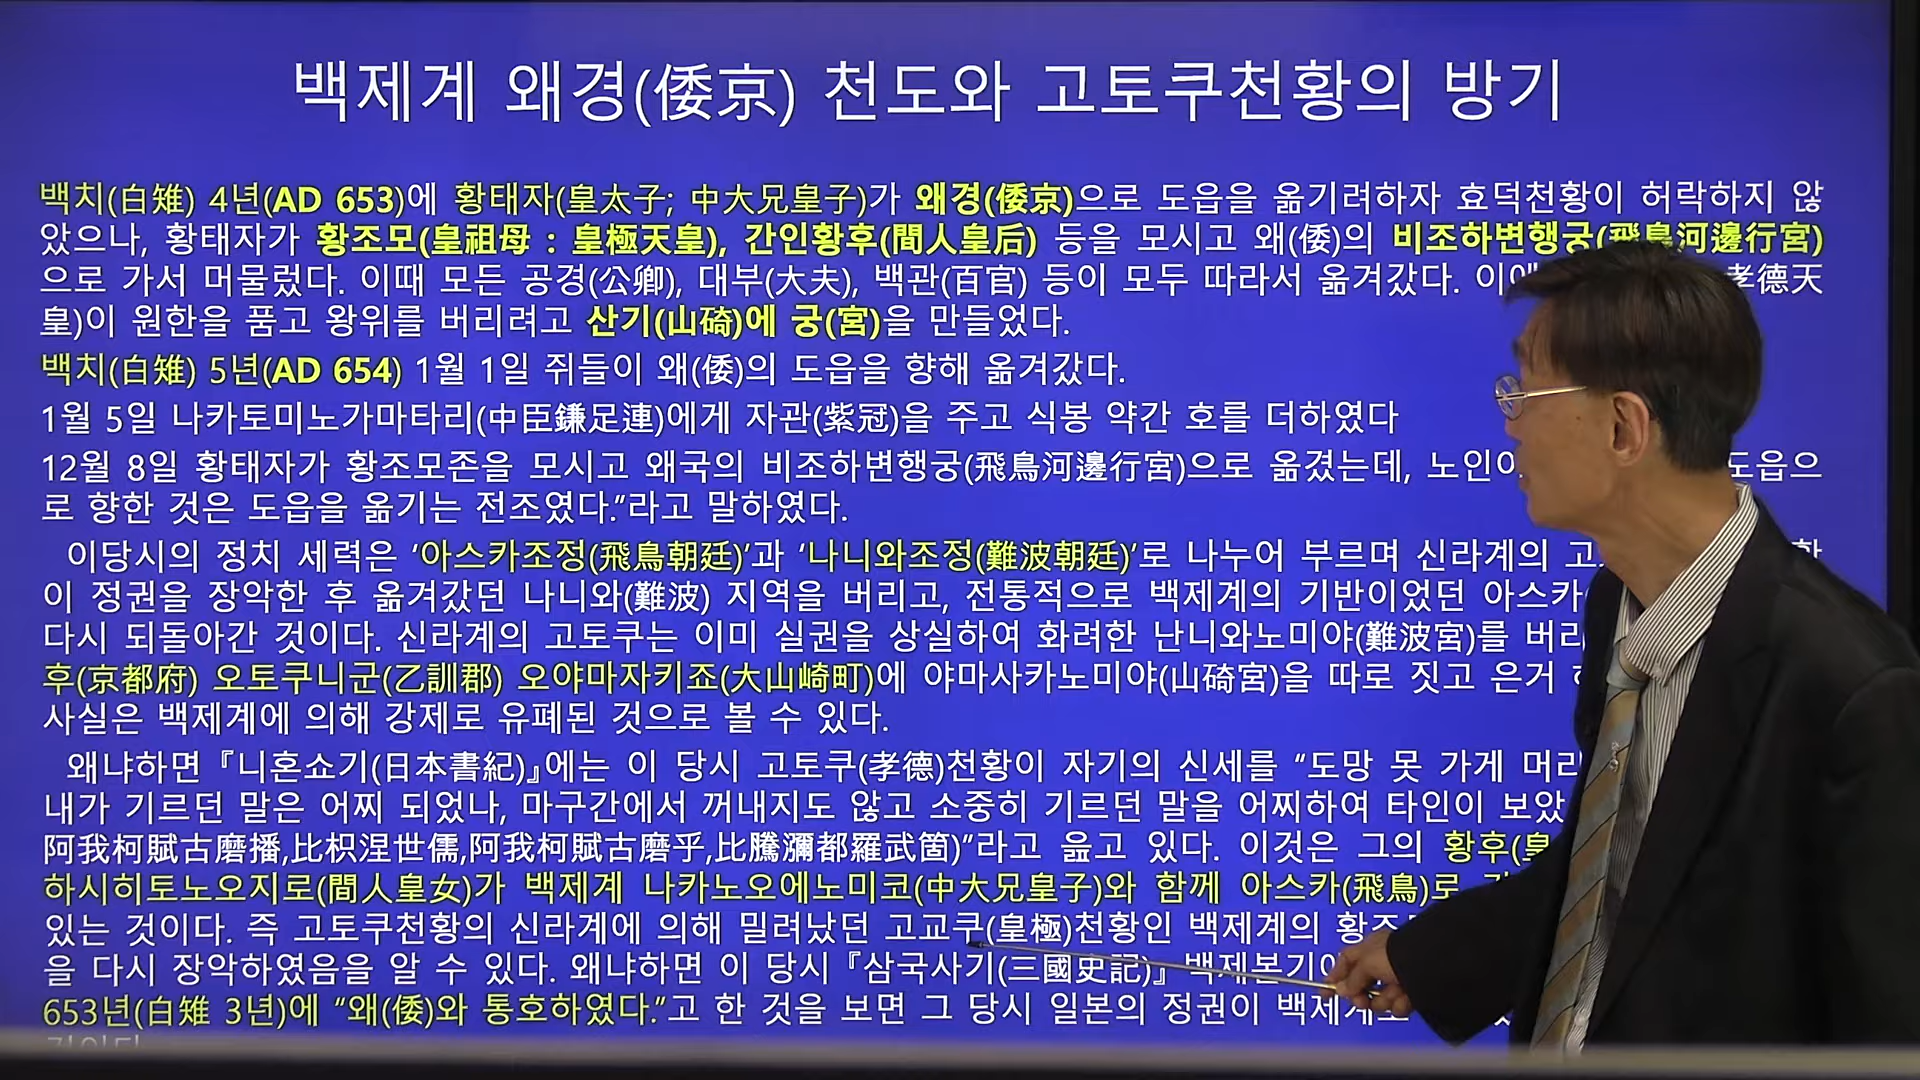 백제계 왜경(倭京) 천도와 고토쿠천황의 방기
백치(白雉) 4년(AD 653)에 황태자(皇太子; 中大兄皇子)가 왜경(倭京)으로 도읍을 옮기려하자 효덕천황이 허락하지 않
았으나, 황태자가 황조모(皇祖母 : 皇極天皇), 간인황후(間人皇后) 등을 모시고 왜(倭)의 비조하변행궁(飛鳥河邊行宮)
으로 가서 머물렀다. 이때 모든 공경(公卿), 대부(大夫), 백관(百官) 등이 모두 따라서 옮겨갔다. 孝德天
皇)이 원한을 품고 왕위를 버리려고 산기(山碕)에 궁(宮)을 만들었다.
백치(白雉) 5년(AD 654) 1월 1일 쥐들이 왜(倭)의 도읍을 향해 옮겨갔다.
1월 5일 나카토미노가마타리(中臣鎌足連)에게 자관(紫冠)을 주고 식봉 약간 호를 더하였다
12월 8일 황태자가 황조모존을 모시고 왜국의 비조하변행궁(飛鳥河邊行宮)으로 옮겼는데, 도읍으
로 향한 것은 도읍을 옮기는 전조였다.”라고 말하였다.
이당시의 정치 세력은 ‘아스카조정(飛鳥朝廷)’과 ‘나니와조정(難波朝廷)’로 나누어 부르며 신라계의
이 정권을 장악한 후 옮겨갔던 나니와(難波) 지역을 버리고, 전통적으로 백제계의 기반이었던 아스카
다시 되돌아간 것이다. 신라계의 고토쿠는 이미 실권을 상실하여 화려한 난니와노미야(難波宮)를
후(京都府) 오토쿠니군(乙訓郡) 오야마자키죠(大山崎町)에 야마사카노미야(山碕宮)을 따로 짓고 은거
사실은 백제계에 의해 강제로 유폐된 것으로 볼 수 있다.
왜냐하면 『니혼쇼기(日本書紀)』에는 이 당시 고토쿠(孝德)천황이 자기의 신세를 “도망 못 가게
내가 기르던 말은 어찌 되었나, 마구간에서 꺼내지도 않고 소중히 기르던 말을 어찌하여 타인이 보았
阿我柯賦古磨播,比枳涅世儒,阿我柯賦古磨乎,比騰瀰都羅武箇)”라고 읊고 있다. 이것은 그의 황후(皇
하시히토노오지로(間人皇女)가 백제계 나카노오에노미코(中大兄皇子)와 함께 아스카(飛鳥)로
있는 것이다. 즉 고토쿠천황의 신라계에 의해 밀려났던 고교쿠(皇極)천황인 백제계의
을 다시 장악하였음을 알 수 있다. 왜냐하면 이 당시 『삼국사기(三國史記)』 백제본기
653년(白雉 3년)에 “왜(倭)와 통호하였다.”고 한 것을 보면 그 당시 일본의 정권이